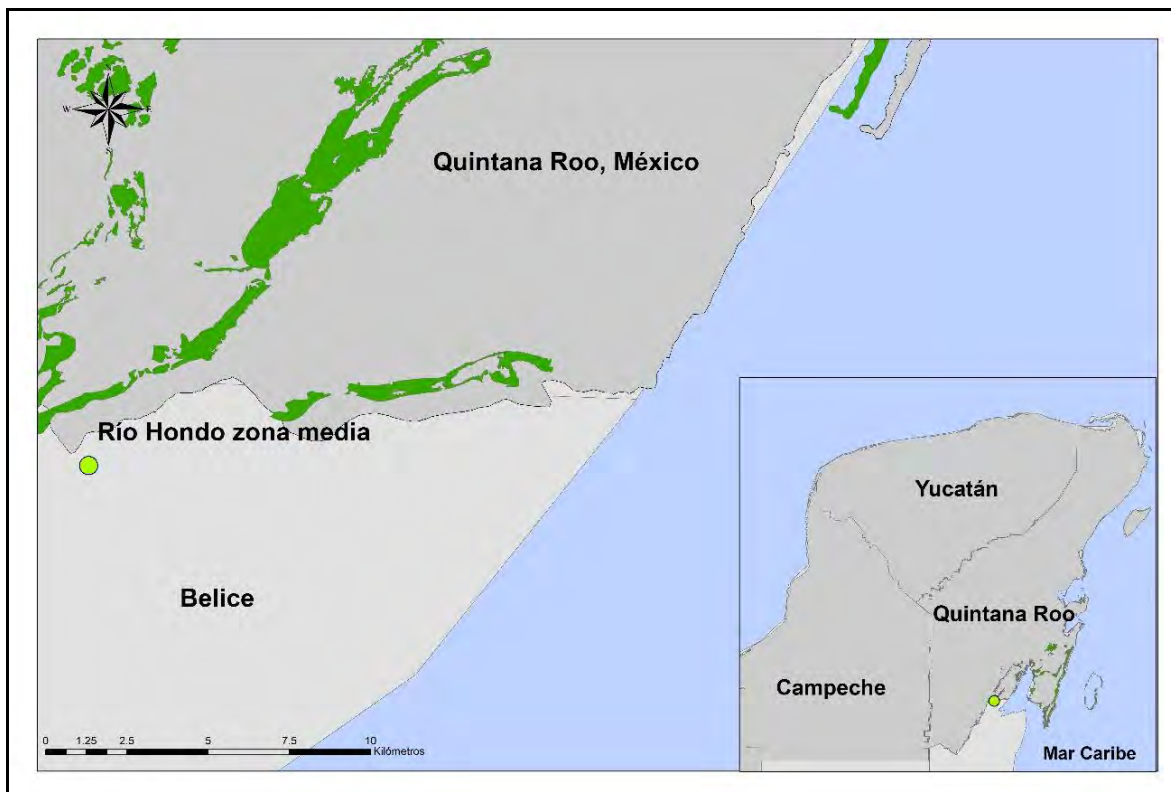 N
W E
S
Quintana Roo, México
Río Hondo zona media
Belice
0 1.25 2.5 5 7.5 10
Kilómetros
Yucatán
Quintana Roo
Campeche
Mar Caribe